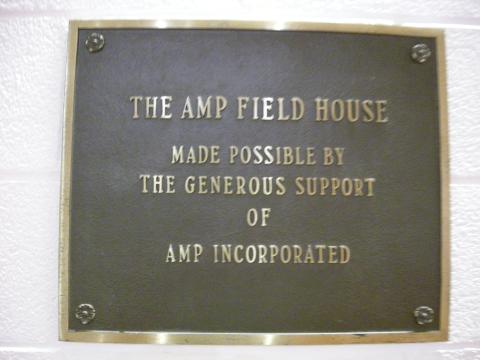 THE AMP FIELD HOUSE
MADE POSSIBLE BY
THE GENEROUS SUPPORT
OF
AMP INCORPORATED